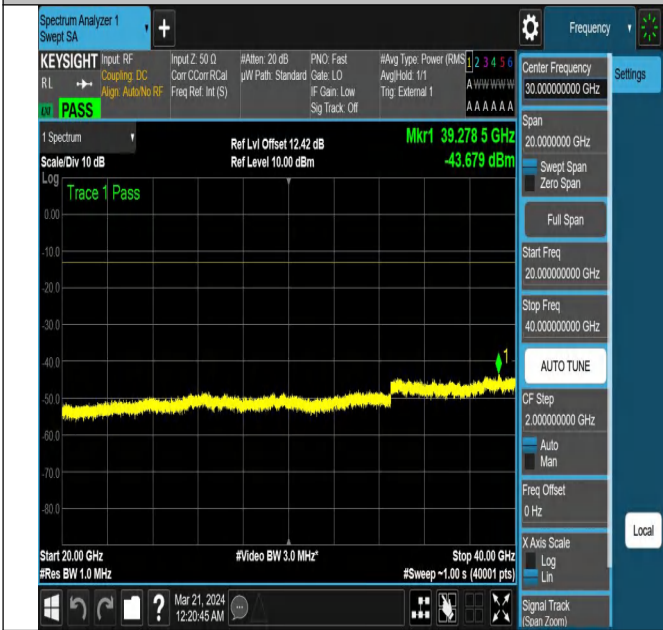 Spectrum Analyzer 1
Swept SA
+
Frequency
KEYSIGHT
RL
PASS
Input: RF
Coupling: DC
Align: Auto/No RF
Input Z: 50 Ω
Corr CCorr RCal
Freq Ref: Int (S)
#Atten: 20 dB
µW Path: Standard
PNO: Fast
Gate: LO
IF Gain: Low
Sig Track: Off
#Avg Type: Power (RMS
Avg|Hold: 1/1
Trig: External 1
1 2 3 4 5 6
A W W W W W
A A A A A A
1 Spectrum
Scale/Div 10 dB
Ref Lvl Offset 12.42 dB
Ref Level 10.00 dBm
Mkr1 39.278 5 GHz
-43.679 dBm
Log
Trace 1 Pass
0.00
-10.0
-20.0
-30.0
-40.0
-50.0
-60.0
-70.0
-80.0
1
Start 20.00 GHz
#Res BW 1.0 MHz
#Video BW 3.0 MHz*
Stop 40.00 GHz
#Sweep ~1.00 s (40001 pts)
?
Mar 21, 2024
12:20:45 AM
Center Frequency
30.000000000 GHz
Settings
Span
20.0000000 GHz
Swept Span
Zero Span
Full Span
Start Freq
20.000000000 GHz
Stop Freq
40.000000000 GHz
AUTO TUNE
CF Step
2.000000000 GHz
Auto
Man
Freq Offset
0 Hz
X Axis Scale
Log
Lin
Local
Signal Track
(Span Zoom)